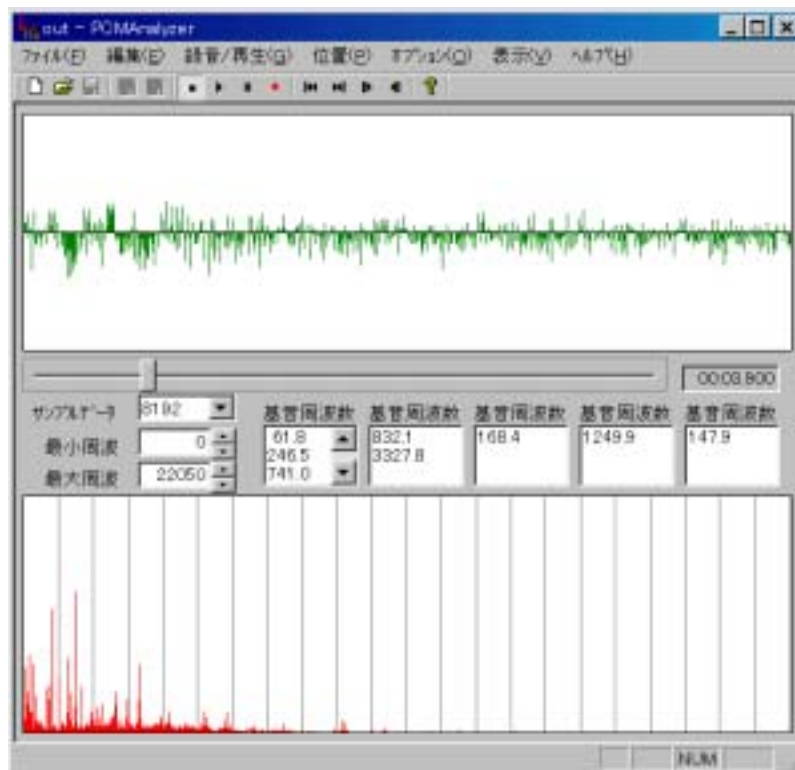 out - PCMAnalyzer
ファイル(F) 編集(E) 録音/再生(G) 位置(P) オプション(O) 表示(V) ヘルプ(H)
00:03.900
サンプルデータ 8192
最小周波 0
最大周波 22050
基音周波数 基音周波数 基音周波数 基音周波数 基音周波数
61.8 832.1 168.4 1249.9 147.9
246.5 3327.8
741.0
NUM